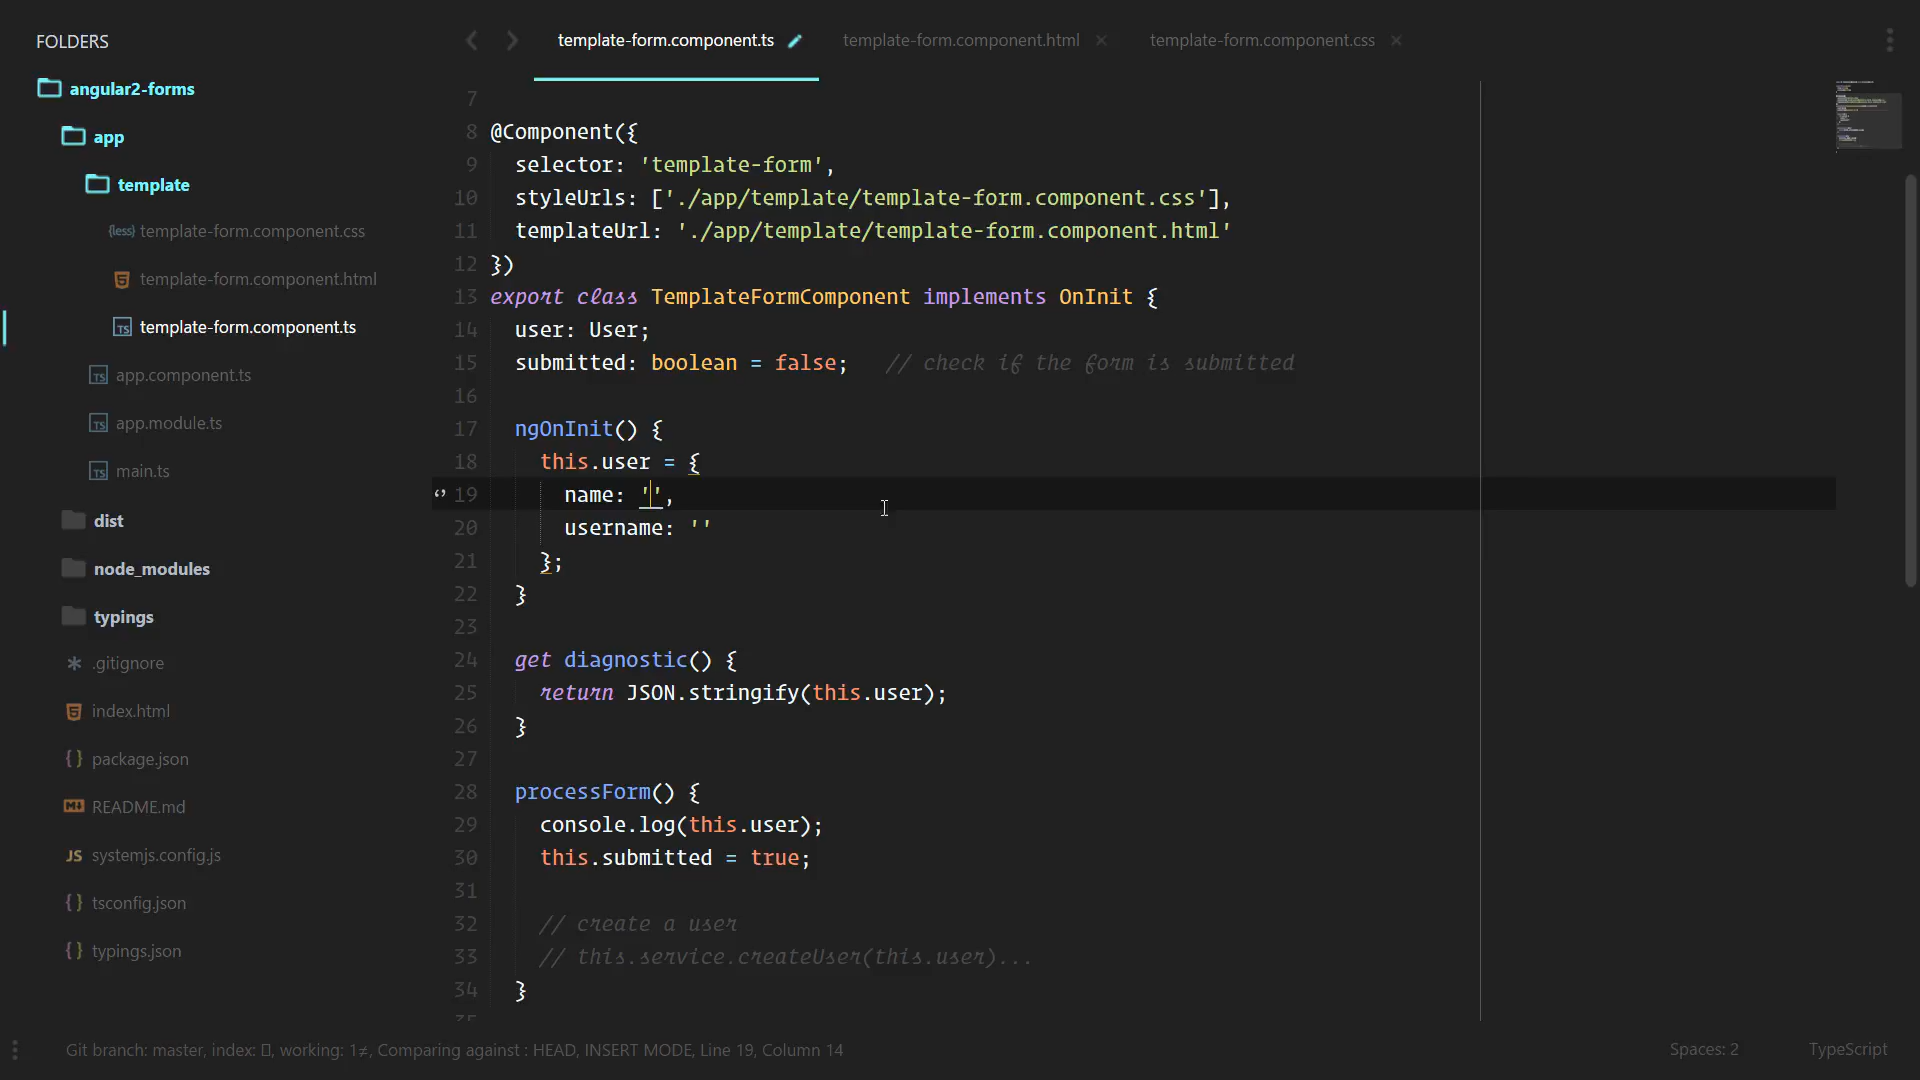 FOLDERS
angular2-forms
app
template
{less} template-form.component.css
template-form.component.html
TS template-form.component.ts
TS app.component.ts
TS app.module.ts
TS main.ts
dist
node_modules
typings
.gitignore
index.html
{ } package.json
README.md
JS systemjs.config.js
{ } tsconfig.json
{ } typings.json
template-form.component.ts
template-form.component.html ×
template-form.component.css ×
7
8 @Component({
9 selector: 'template-form',
10 styleUrls: ['./app/template/template-form.component.css'],
11 templateUrl: './app/template/template-form.component.html'
12 })
13 export class TemplateFormComponent implements OnInit {
14 user: User;
15 submitted: boolean = false; // check if the form is submitted
16
17 ngOnInit() {
18 this.user = {
19 name: '',
20 username: ''
21 };
22 }
23
24 get diagnostic() {
25 return JSON.stringify(this.user);
26 }
27
28 processForm() {
29 console.log(this.user);
30 this.submitted = true;
31
32 // create a user
33 // this.service.createUser(this.user)...
34 }
35
Git branch: master, index: , working: 1≠, Comparing against : HEAD, INSERT MODE, Line 19, Column 14
Spaces: 2
TypeScript